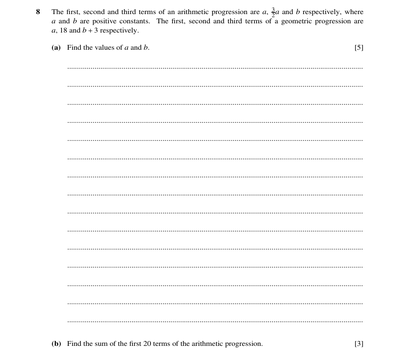 8 The first, second and third terms of an arithmetic progression are a, 3/2a and b respectively, where
a and b are positive constants. The first, second and third terms of a geometric progression are
a, 18 and b + 3 respectively.
(a) Find the values of a and b. [5]
(b) Find the sum of the first 20 terms of the arithmetic progression. [3]